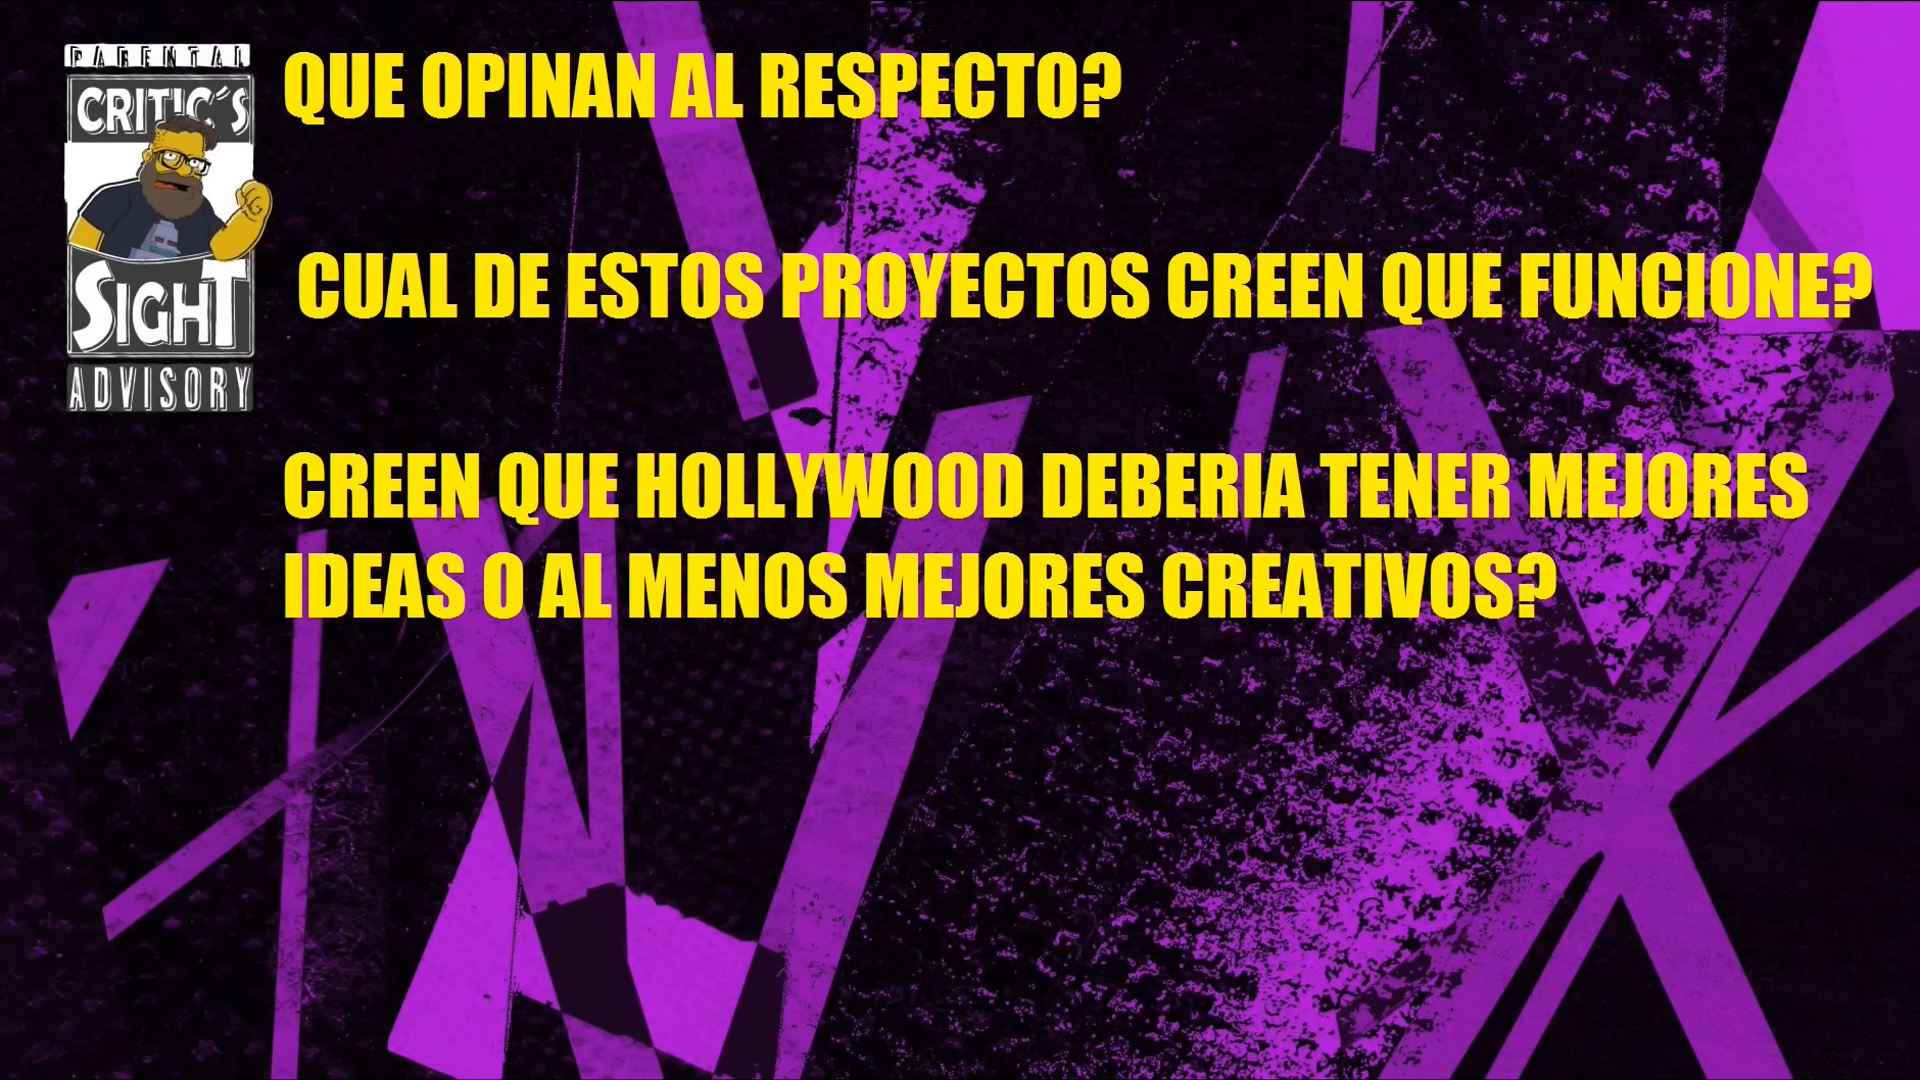 PARENTAL
CRITIC´S
SIGHT
ADVISORY
QUE OPINAN AL RESPECTO?
CUAL DE ESTOS PROYECTOS CREEN QUE FUNCIONE?
CREEN QUE HOLLYWOOD DEBERIA TENER MEJORES
IDEAS O AL MENOS MEJORES CREATIVOS?